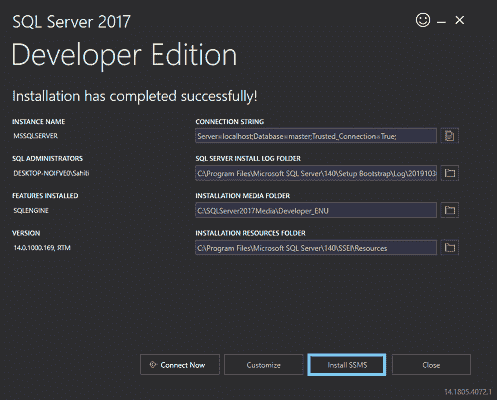 SQL Server 2017
Developer Edition
Installation has completed successfully!
INSTANCE NAME
MSSQLSERVER
CONNECTION STRING
Server=localhost;Database=master;Trusted_Connection=True;
SQL ADMINISTRATORS
DESKTOP-NOIFVE0\Sahiti
SQL SERVER INSTALL LOG FOLDER
C:\Program Files\Microsoft SQL Server\140\Setup Bootstrap\Log\2019103
FEATURES INSTALLED
SQLENGINE
INSTALLATION MEDIA FOLDER
C:\SQLServer2017Media\Developer_ENU
VERSION
14.0.1000.169, RTM
INSTALLATION RESOURCES FOLDER
C:\Program Files\Microsoft SQL Server\140\SSEI\Resources
Connect Now
Customize
Install SSMS
Close
14.1805.4072.1